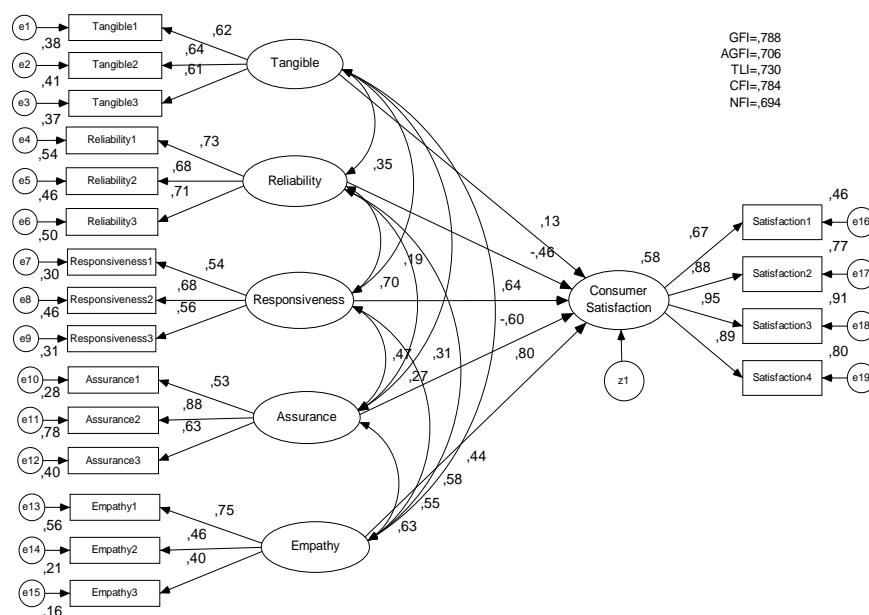 e1
Tangible1
,38
,62
e2
Tangible2
,41
,64
Tangible
e3
Tangible3
,37
,61
e4
Reliability1
,54
,73
e5
Reliability2
,46
,68
Reliability
e6
Reliability3
,50
,71
e7
Responsiveness1
,30
,54
e8
Responsiveness2
,46
,68
Responsiveness
e9
Responsiveness3
,31
,56
e10
Assurance1
,28
,53
e11
Assurance2
,78
,88
Assurance
e12
Assurance3
,40
,63
e13
Empathy1
,56
,75
e14
Empathy2
,21
,46
Empathy
e15
Empathy3
,16
,40
,35
,19
,70
,47
,31
,27
,44
,58
,55
,63
,13
-,46
,64
-,60
,80
,58
Consumer
Satisfaction
z1
GFI=,788
AGFI=,706
TLI=,730
CFI=,784
NFI=,694
,67
Satisfaction1
,46
e16
,88
Satisfaction2
,77
e17
,95
Satisfaction3
,91
e18
,89
Satisfaction4
,80
e19